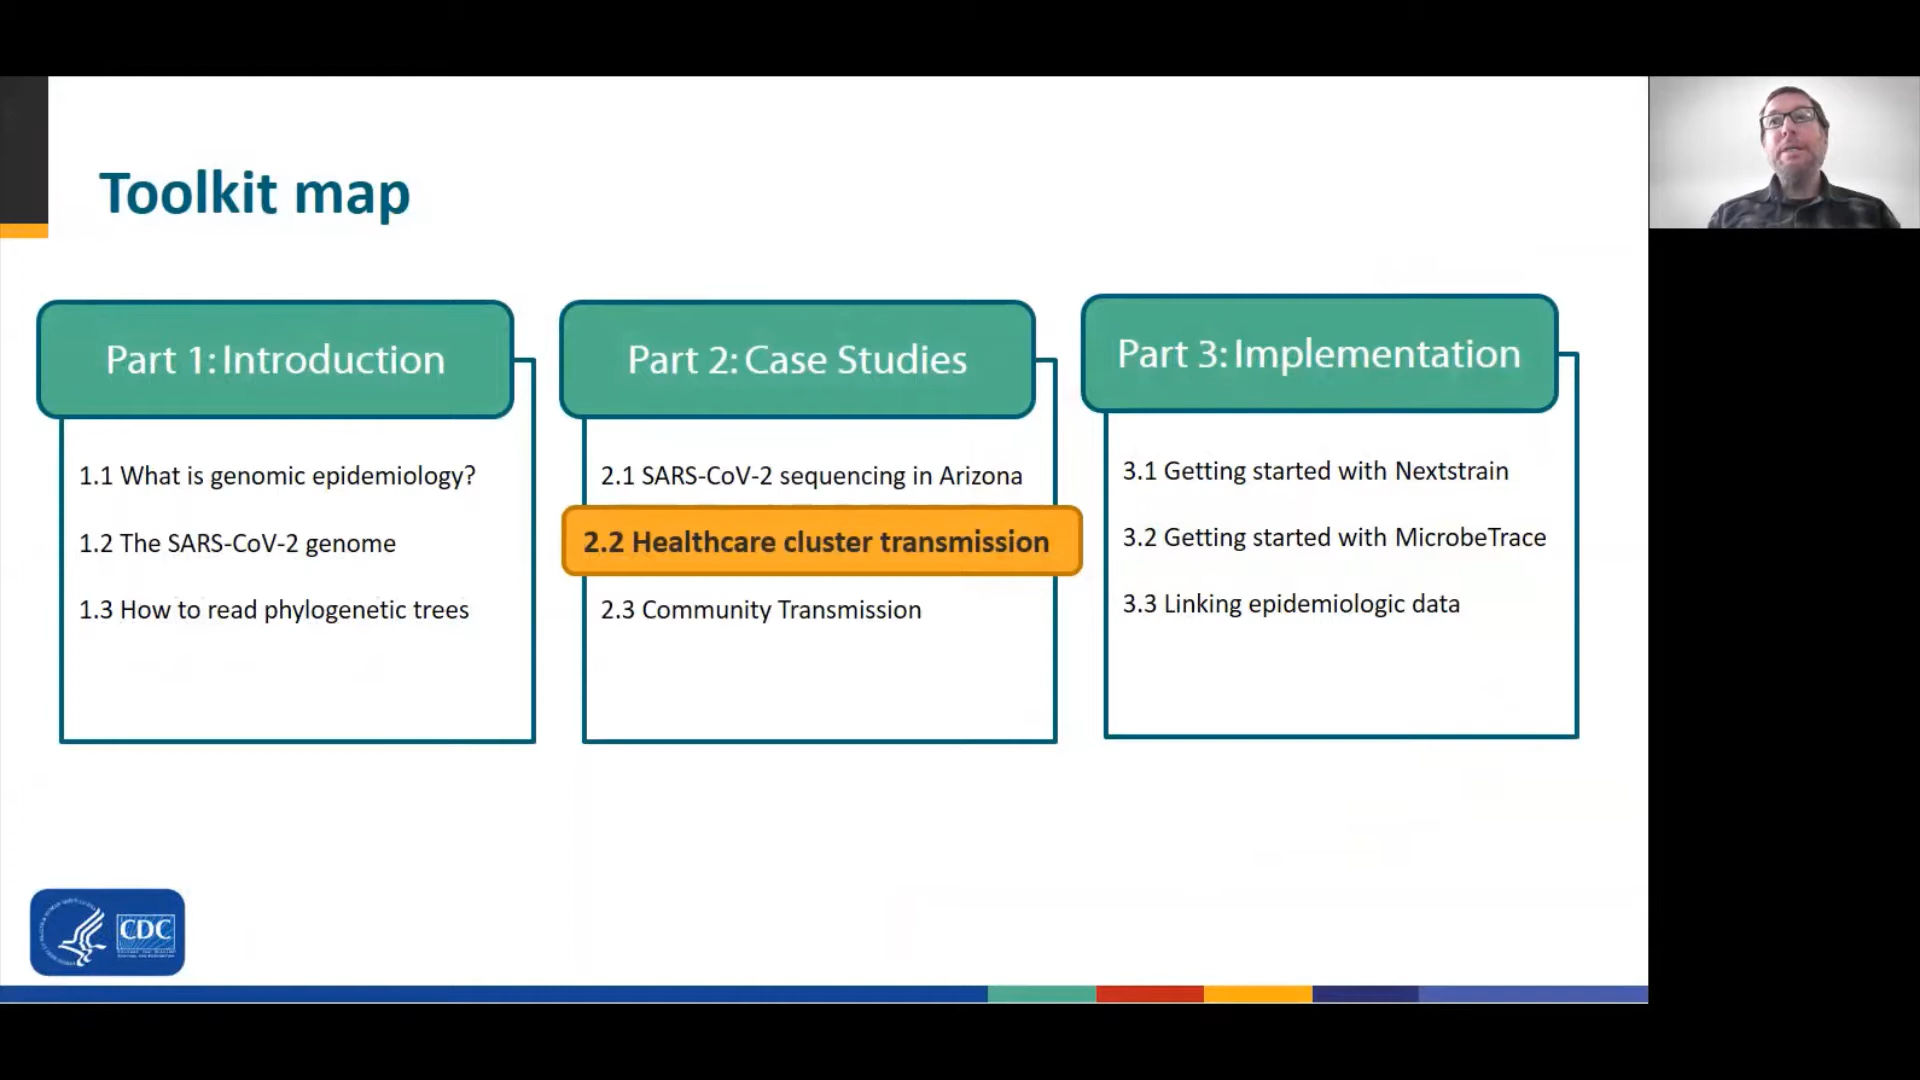 Toolkit map
Part 1: Introduction
1.1 What is genomic epidemiology?
1.2 The SARS-CoV-2 genome
1.3 How to read phylogenetic trees
Part 2: Case Studies
2.1 SARS-CoV-2 sequencing in Arizona
2.2 Healthcare cluster transmission
2.3 Community Transmission
Part 3: Implementation
3.1 Getting started with Nextstrain
3.2 Getting started with MicrobeTrace
3.3 Linking epidemiologic data
CDC